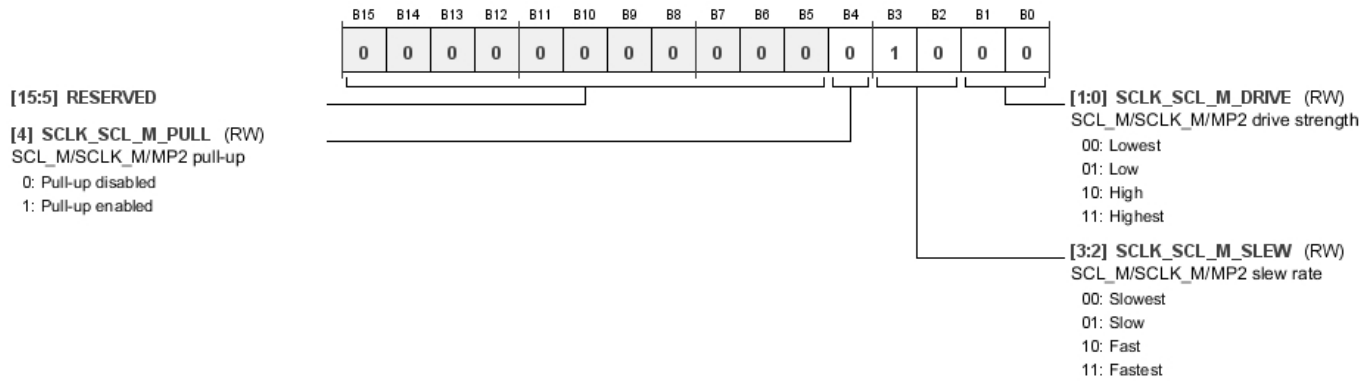 B15 B14 B13 B12 B11 B10 B9 B8 B7 B6 B5 B4 B3 B2 B1 B0
0 0 0 0 0 0 0 0 0 0 0 0 1 0 0 0
[15:5] RESERVED
[4] SCLK_SCL_M_PULL (RW)
SCL_M/SCLK_M/MP2 pull-up
0: Pull-up disabled
1: Pull-up enabled
[1:0] SCLK_SCL_M_DRIVE (RW)
SCL_M/SCLK_M/MP2 drive strength
00: Lowest
01: Low
10: High
11: Highest
[3:2] SCLK_SCL_M_SLEW (RW)
SCL_M/SCLK_M/MP2 slew rate
00: Slowest
01: Slow
10: Fast
11: Fastest